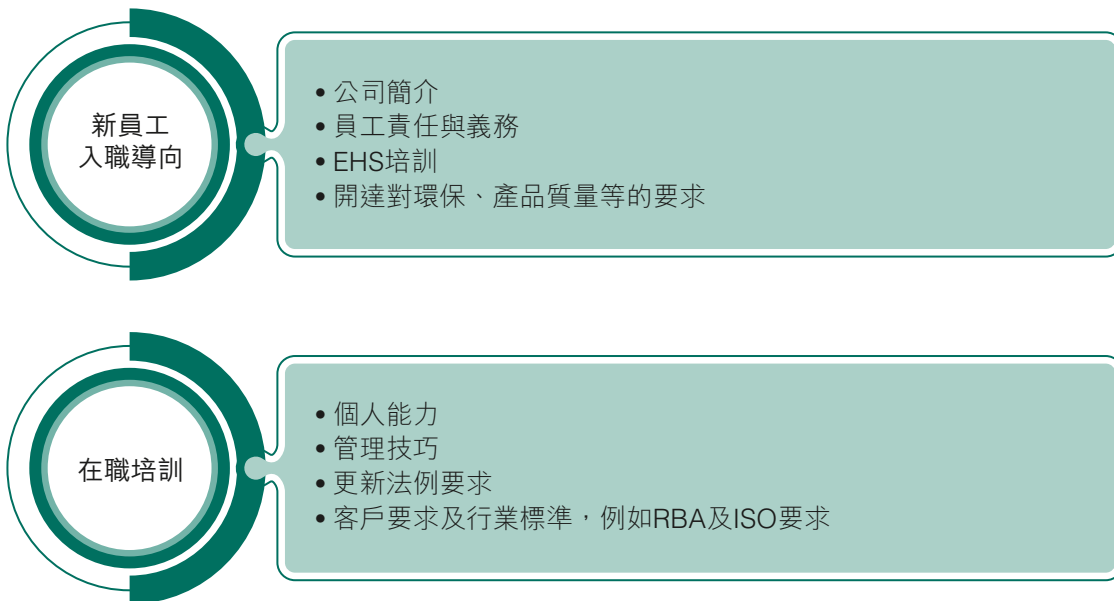 新員工
入職導向
• 公司簡介
• 員工責任與義務
• EHS培訓
• 開達對環保、產品質量等的要求
在職培訓
• 個人能力
• 管理技巧
• 更新法例要求
• 客戶要求及行業標準，例如RBA及ISO要求